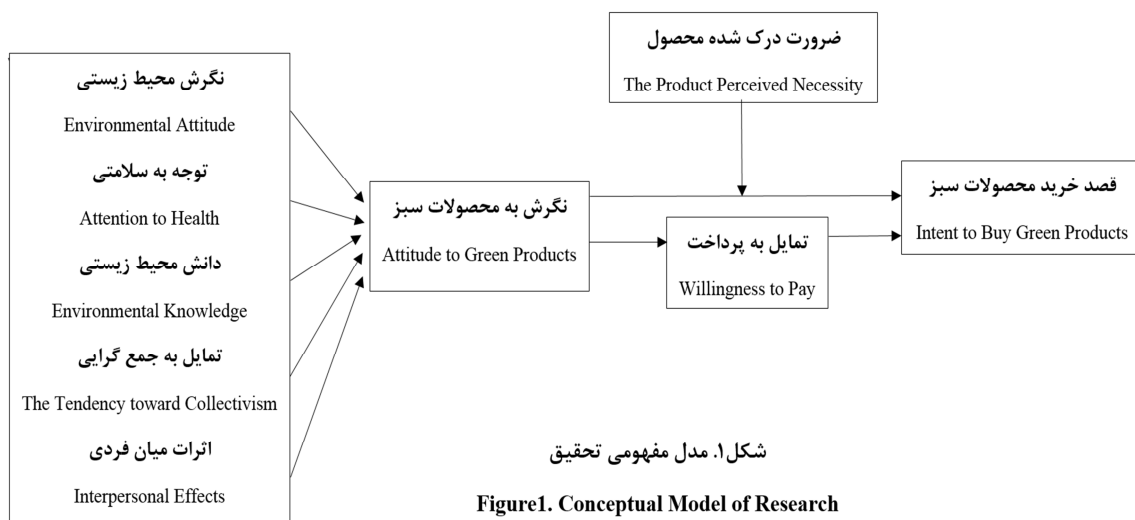 ضرورت درک شده محصول
The Product Perceived Necessity
نگرش محیط زیستی
Environmental Attitude
توجه به سلامتی
Attention to Health
دانش محیط زیستی
Environmental Knowledge
تمایل به جمع گرایی
The Tendency toward Collectivism
اثرات میان فردی
Interpersonal Effects
نگرش به محصولات سبز
Attitude to Green Products
تمایل به پرداخت
Willingness to Pay
قصد خرید محصولات سبز
Intent to Buy Green Products
شکل۱. مدل مفهومی تحقیق
Figure1. Conceptual Model of Research